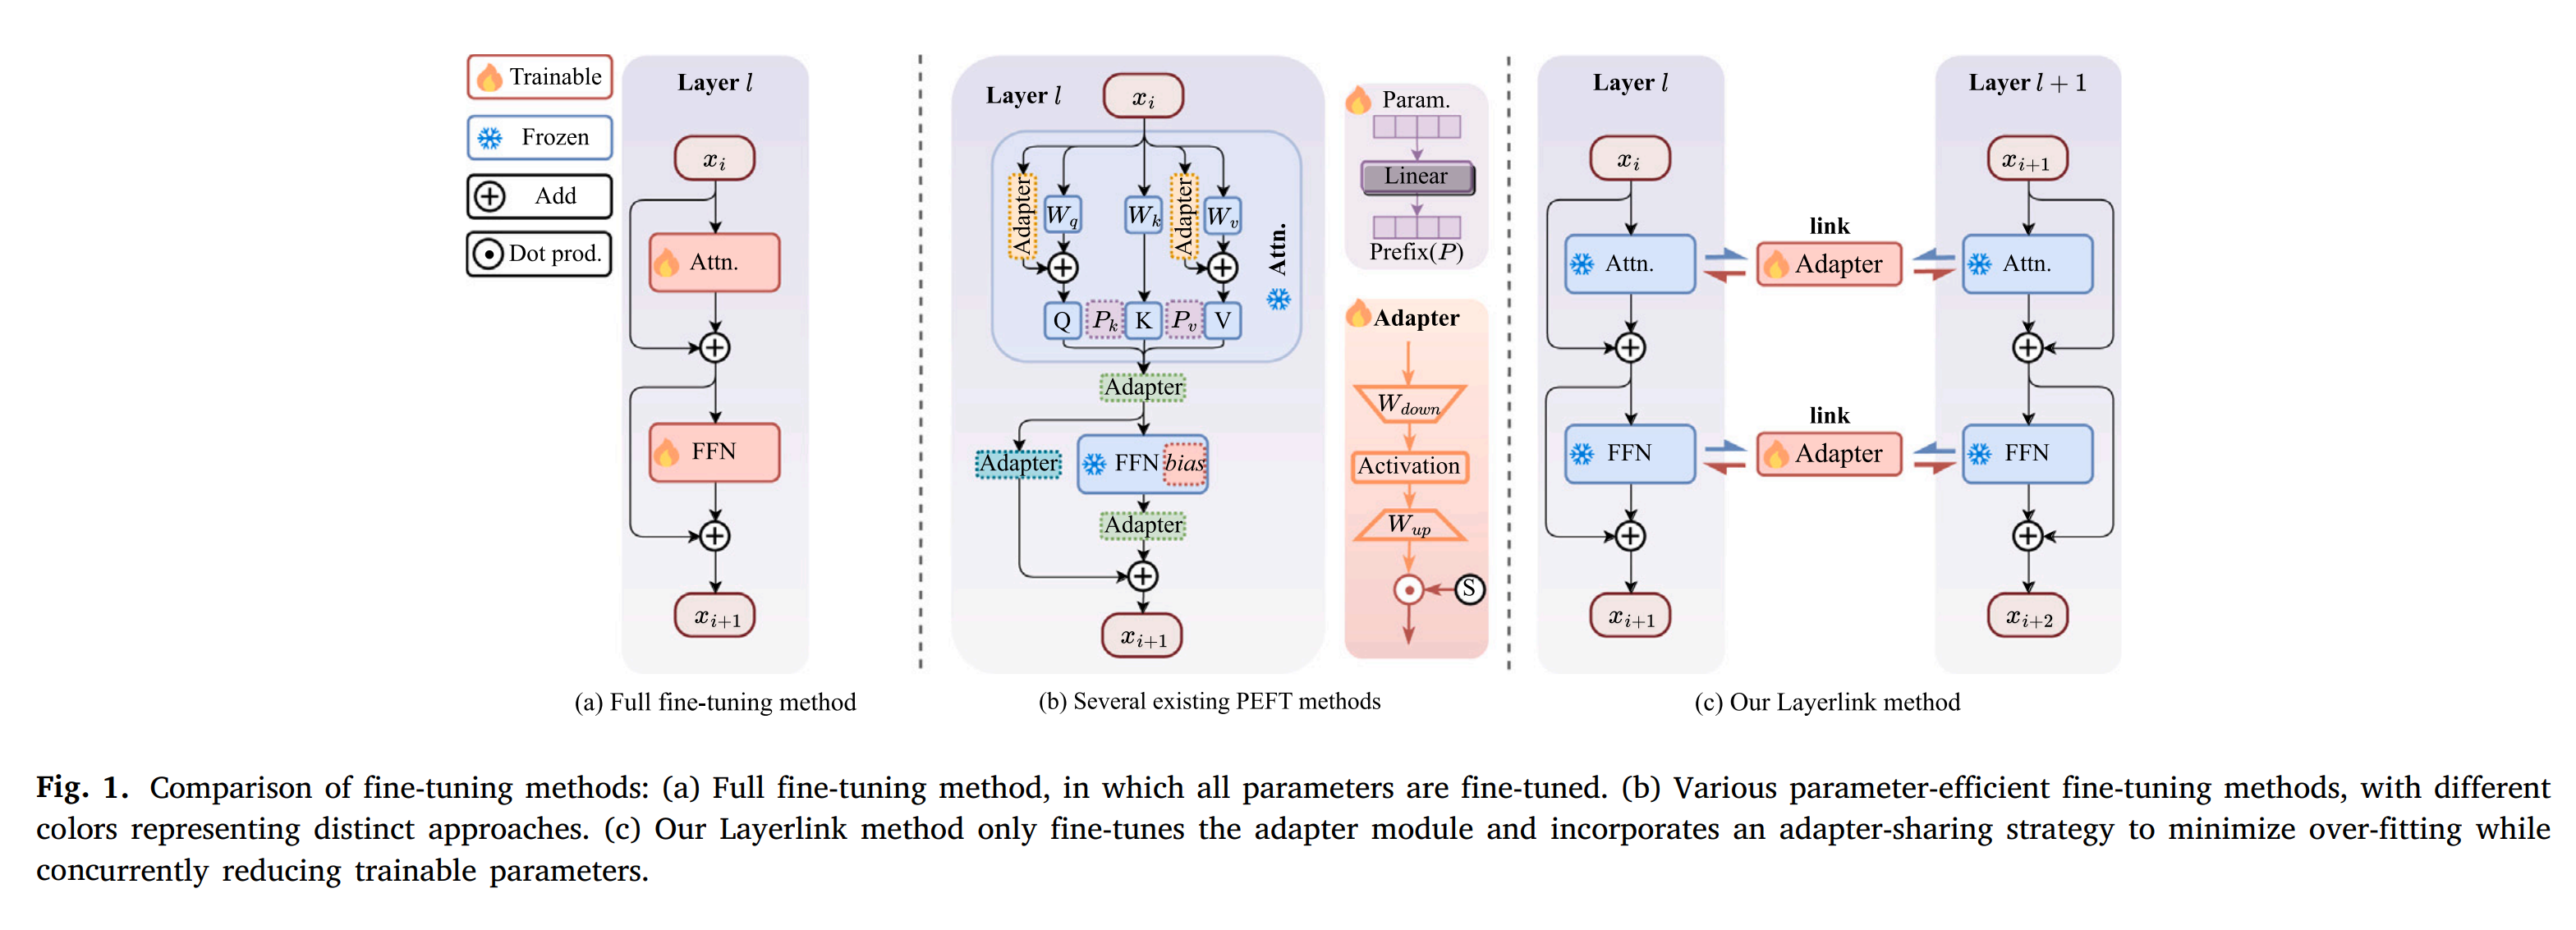 Trainable
Frozen
Add
Dot prod.
Layer l
x_i
Attn.
FFN
x_{i+1}
(a) Full fine-tuning method
Layer l
x_i
Adapter
W_q
W_k
Adapter
W_v
Attn.
Q
P_k
K
P_v
V
Adapter
Adapter
FFN
bias
Adapter
x_{i+1}
Param.
Linear
Prefix(P)
Adapter
W_{down}
Activation
W_{up}
S
(b) Several existing PEFT methods
Layer l
x_i
Attn.
FFN
x_{i+1}
link
Adapter
link
Adapter
Layer l + 1
x_{i+1}
Attn.
FFN
x_{i+2}
(c) Our Layerlink method
Fig. 1. Comparison of fine-tuning methods: (a) Full fine-tuning method, in which all parameters are fine-tuned. (b) Various parameter-efficient fine-tuning methods, with different
colors representing distinct approaches. (c) Our Layerlink method only fine-tunes the adapter module and incorporates an adapter-sharing strategy to minimize over-fitting while
concurrently reducing trainable parameters.